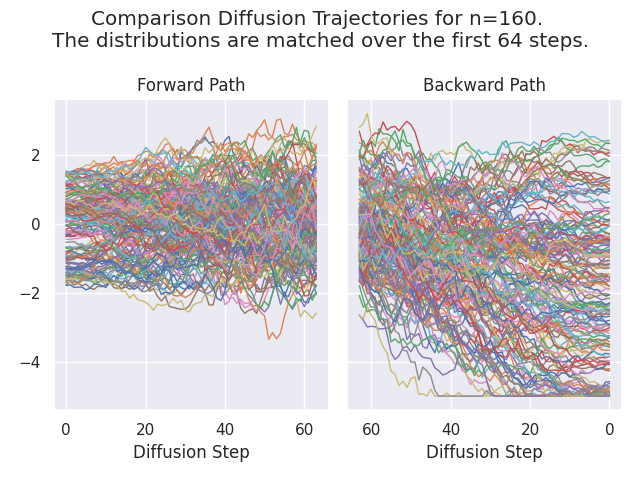 Comparison Diffusion Trajectories for n=160.
The distributions are matched over the first 64 steps.
Forward Path
Backward Path
2
0
−2
−4
0 20 40 60
60 40 20 0
Diffusion Step
Diffusion Step